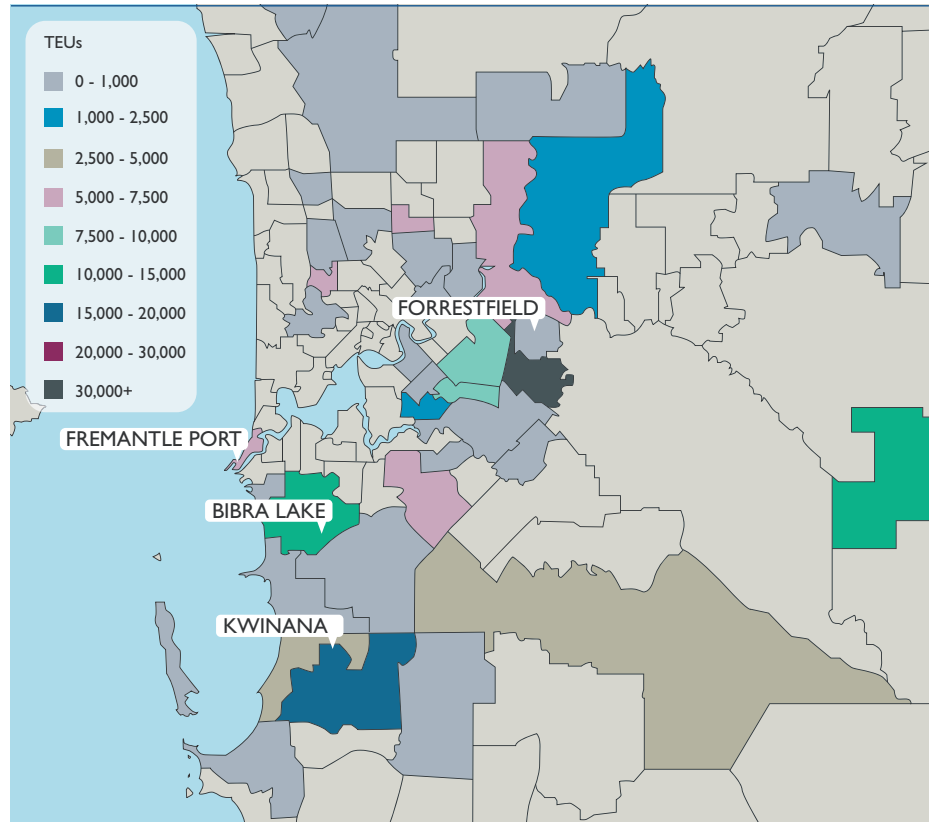 TEUs
0 - 1,000
1,000 - 2,500
2,500 - 5,000
5,000 - 7,500
7,500 - 10,000
10,000 - 15,000
15,000 - 20,000
20,000 - 30,000
30,000+
FORRESTFIELD
FREMANTLE PORT
BIBRA LAKE
KWINANA